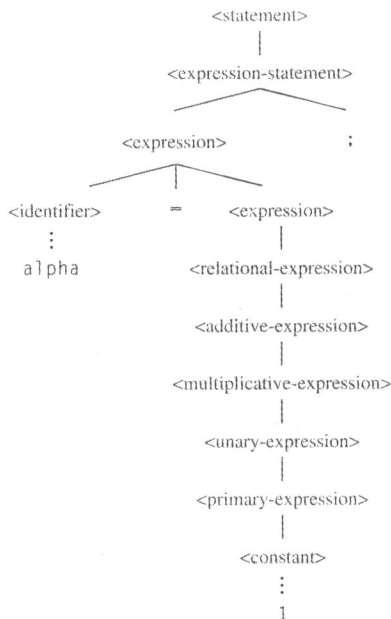 <statement>
<expression-statement>
<expression> ;
<identifier> = <expression>
alpha <relational-expression>
<additive-expression>
<multiplicative-expression>
<unary-expression>
<primary-expression>
<constant>
1